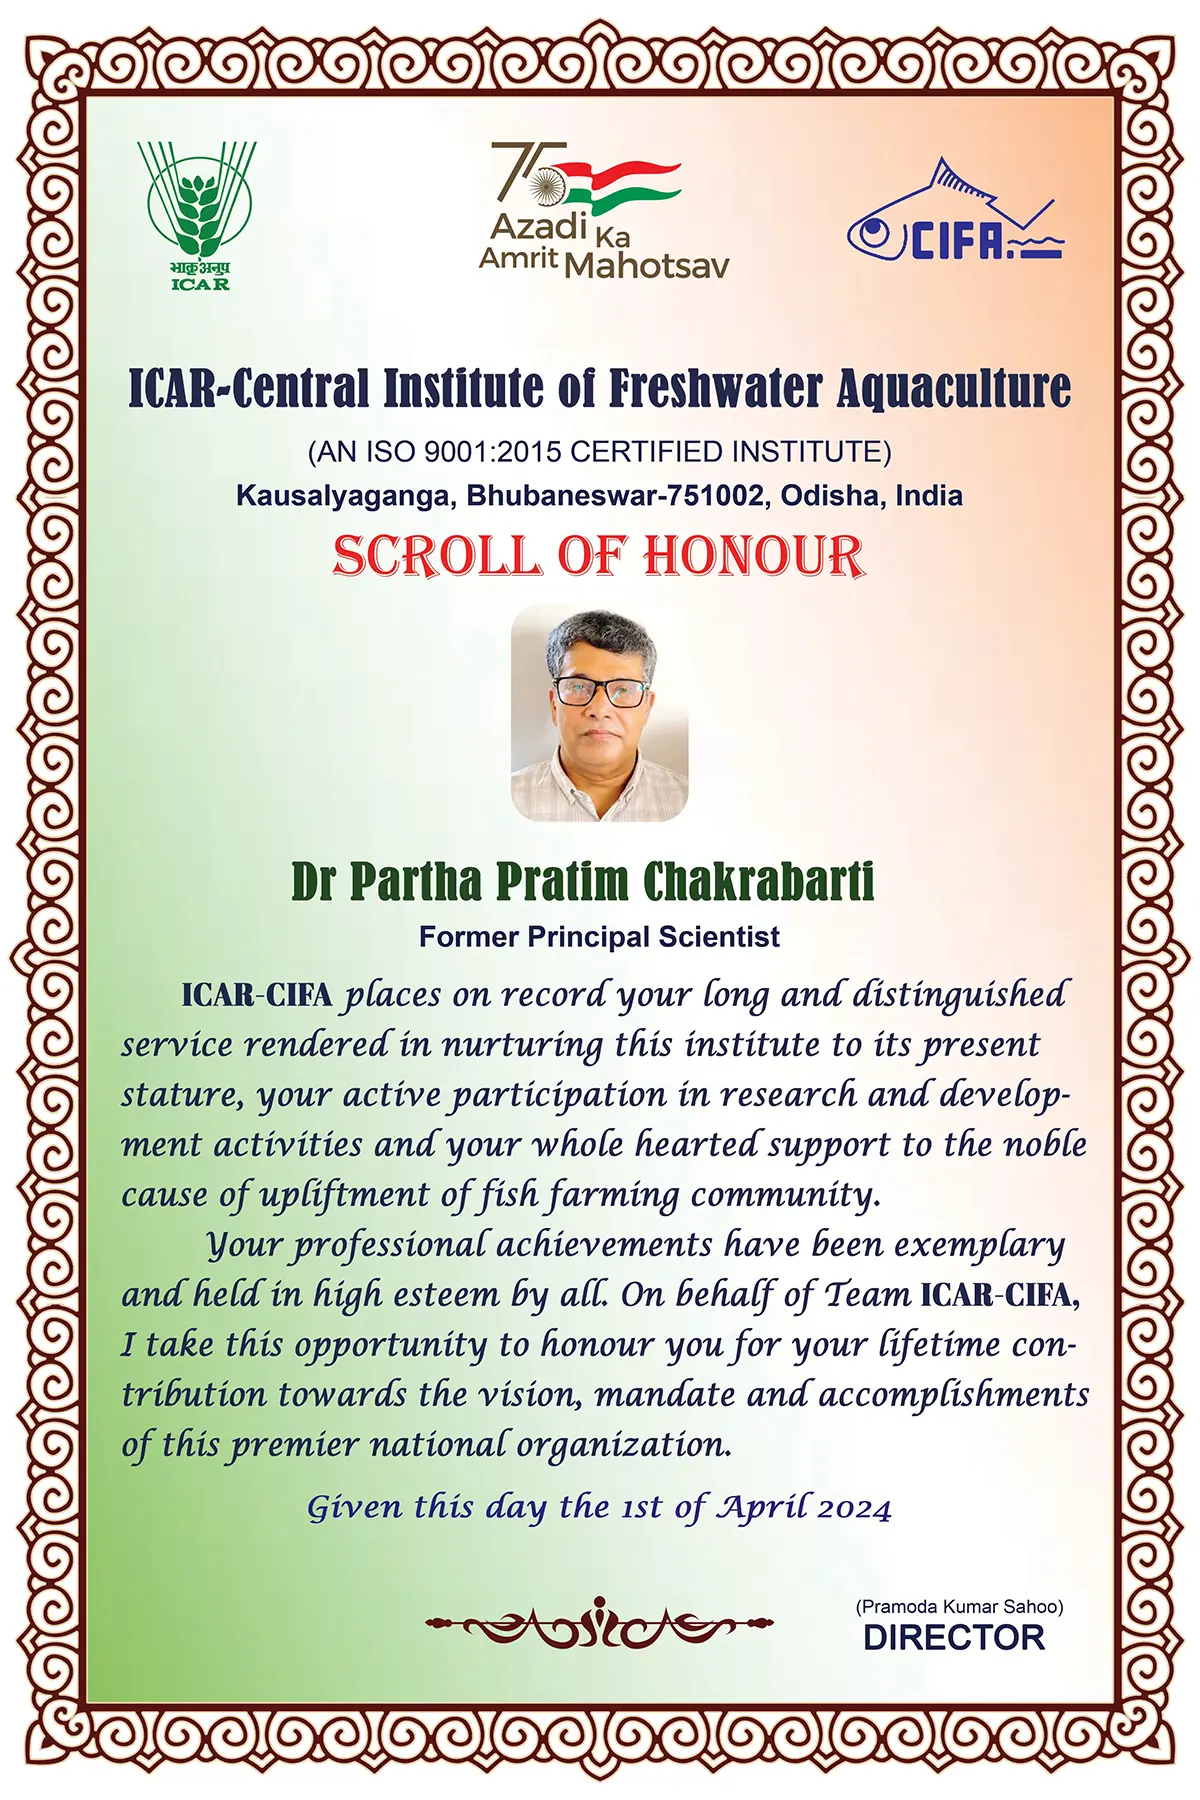 भाकृअनुप
ICAR
75
Azadi Ka
Amrit Mahotsav
CIFA
ICAR-Central Institute of Freshwater Aquaculture
(AN ISO 9001:2015 CERTIFIED INSTITUTE)
Kausalyaganga, Bhubaneswar-751002, Odisha, India
SCROLL OF HONOUR
Dr Partha Pratim Chakrabarti
Former Principal Scientist
ICAR-CIFA places on record your long and distinguished
service rendered in nurturing this institute to its present
stature, your active participation in research and develop-
ment activities and your whole hearted support to the noble
cause of upliftment of fish farming community.
Your professional achievements have been exemplary
and held in high esteem by all. On behalf of Team ICAR-CIFA,
I take this opportunity to honour you for your lifetime con-
tribution towards the vision, mandate and accomplishments
of this premier national organization.
Given this day the 1st of April 2024
(Pramoda Kumar Sahoo)
DIRECTOR